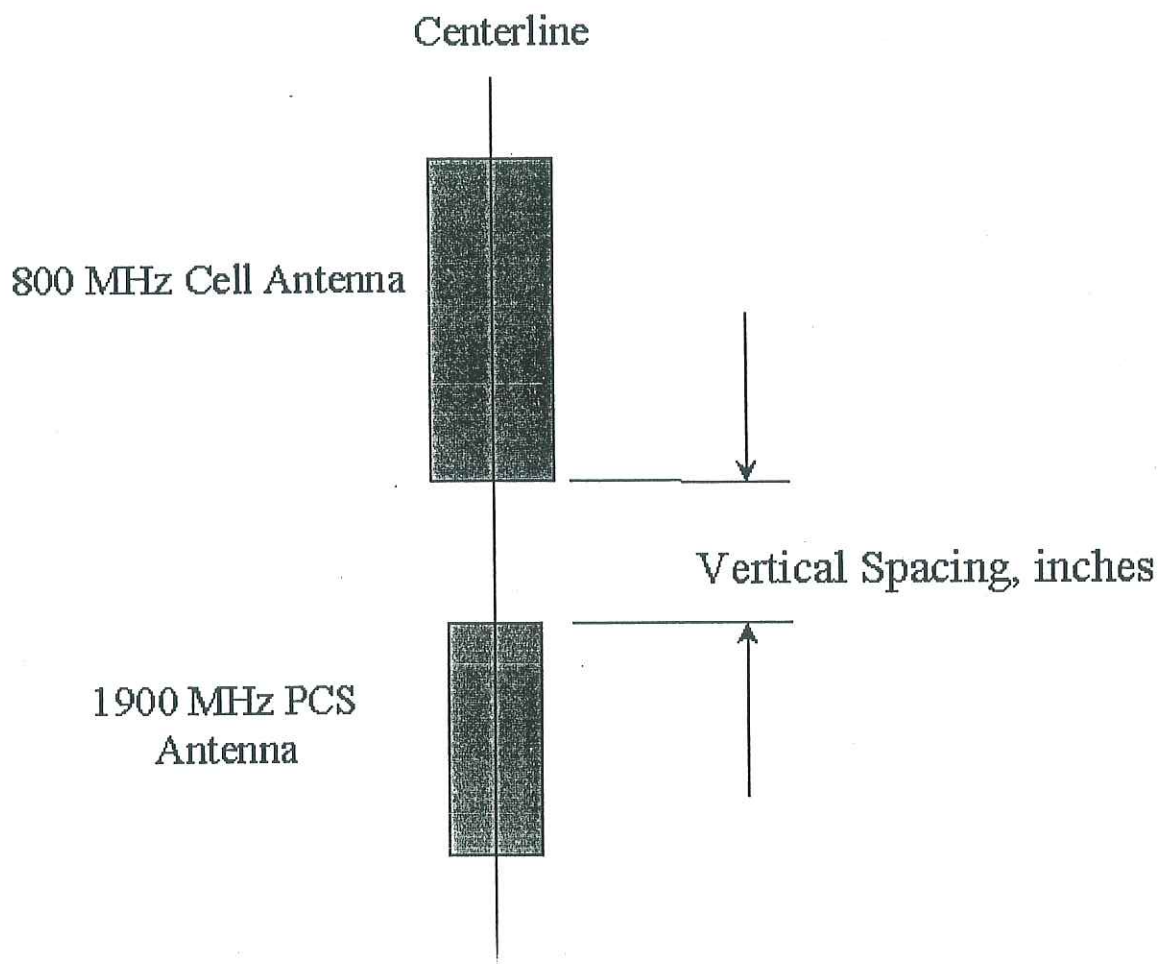 Centerline
800 MHz Cell Antenna
Vertical Spacing, inches
1900 MHz PCS
Antenna